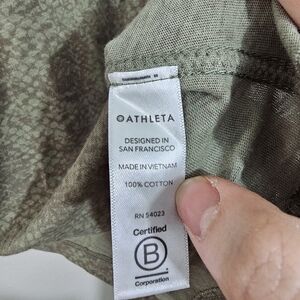 ATHLETA
DESIGNED IN
SAN FRANCISCO
MADE IN VIETNAM
100% COTTON
RN 54023
Certified
B
Corporation